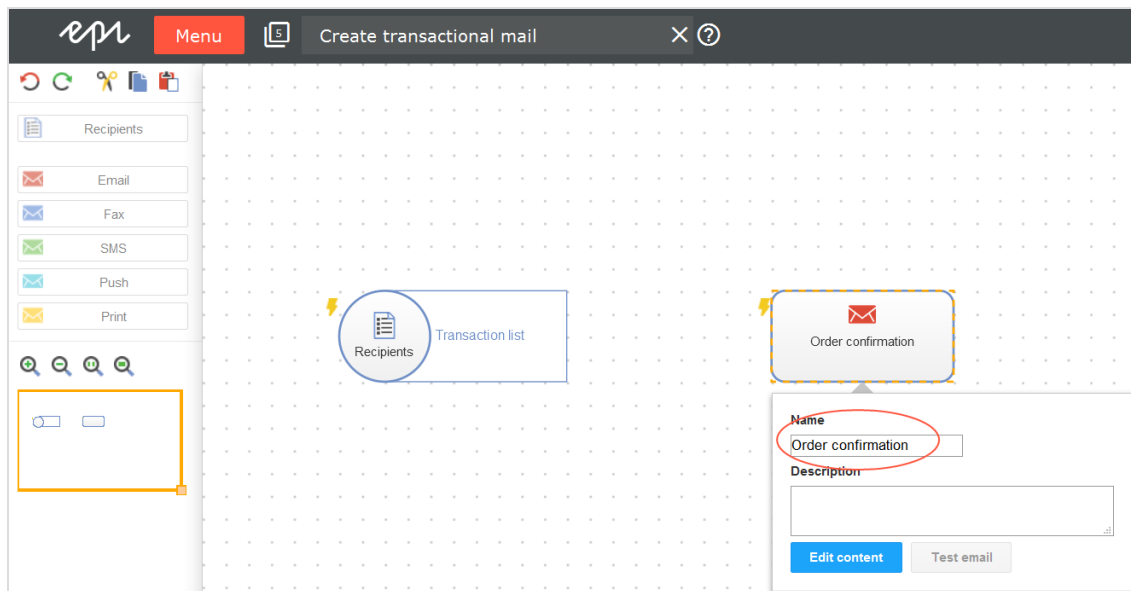 epi
Menu
5
Create transactional mail
Recipients
Email
Fax
SMS
Push
Print
Recipients
Transaction list
Order confirmation
Name
Order confirmation
Description
Edit content
Test email